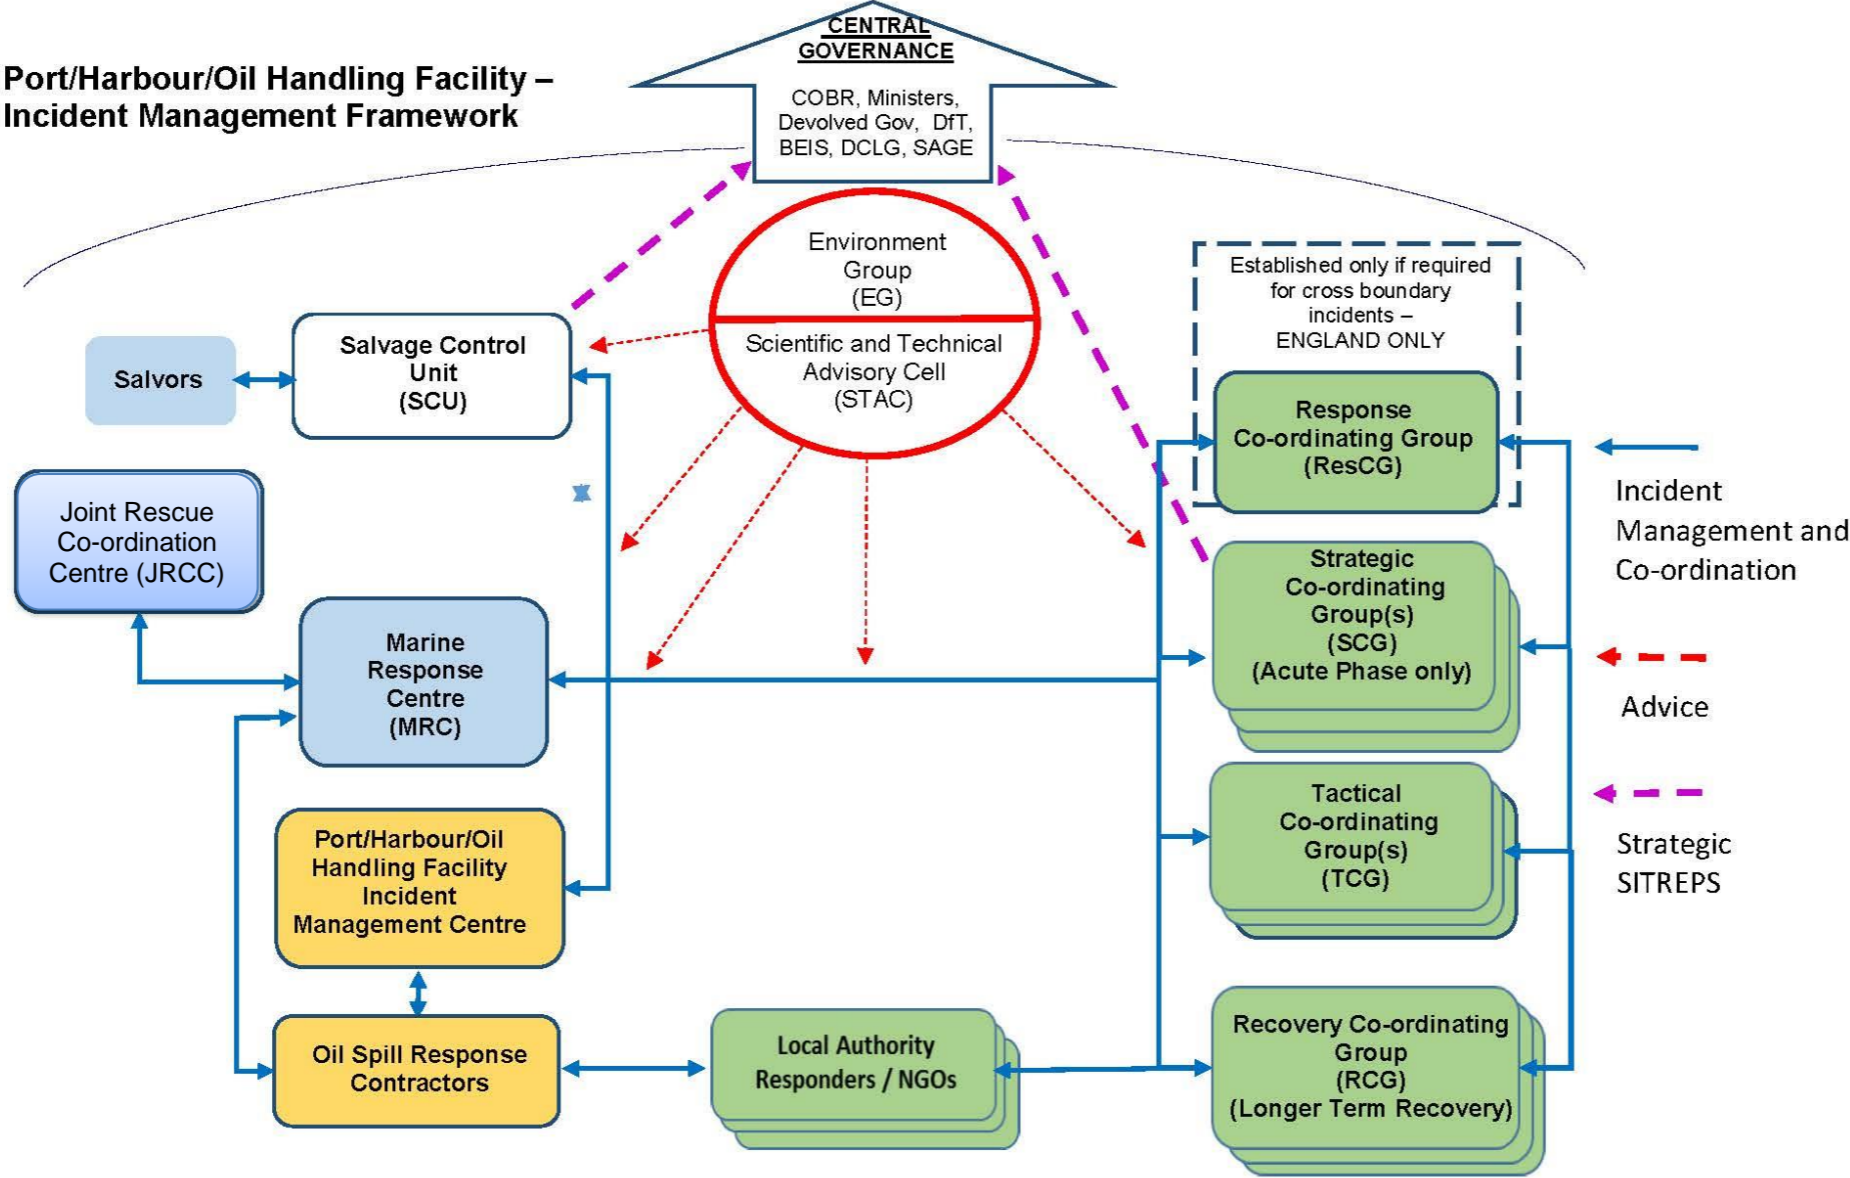 Port/Harbour/Oil Handling Facility –
Incident Management Framework
CENTRAL
GOVERNANCE
COBR, Ministers,
Devolved Gov, DfT,
BEIS, DCLG, SAGE
Environment
Group
(EG)
Scientific and Technical
Advisory Cell
(STAC)
Established only if required
for cross boundary
incidents –
ENGLAND ONLY
Response
Co-ordinating Group
(ResCG)
Salvors
Salvage Control
Unit
(SCU)
Joint Rescue
Co-ordination
Centre (JRCC)
Marine
Response
Centre
(MRC)
Port/Harbour/Oil
Handling Facility
Incident
Management Centre
Oil Spill Response
Contractors
Local Authority
Responders / NGOs
Strategic
Co-ordinating
Group(s)
(SCG)
(Acute Phase only)
Tactical
Co-ordinating
Group(s)
(TCG)
Recovery Co-ordinating
Group
(RCG)
(Longer Term Recovery)
Incident
Management and
Co-ordination
Advice
Strategic
SITREPS